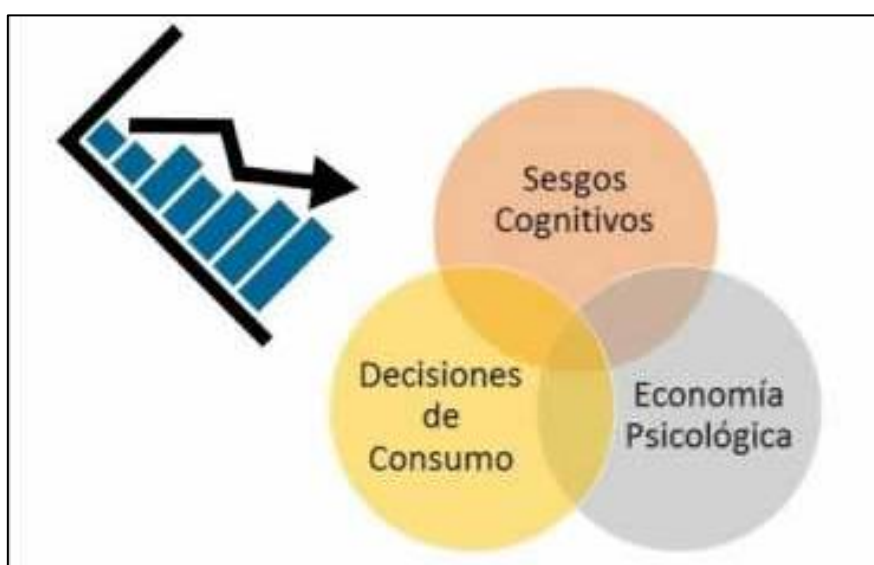 Sesgos
Cognitivos
Decisiones
de
Consumo
Economía
Psicológica